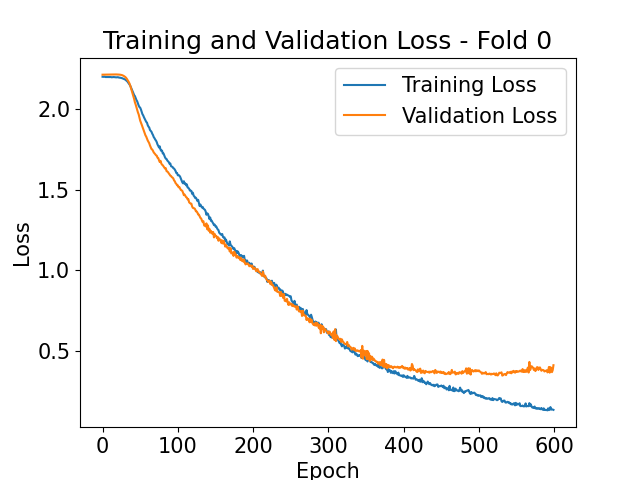 Training and Validation Loss - Fold 0
Training Loss
Validation Loss
2.0
1.5
1.0
0.5
Loss
0 100 200 300 400 500 600
Epoch